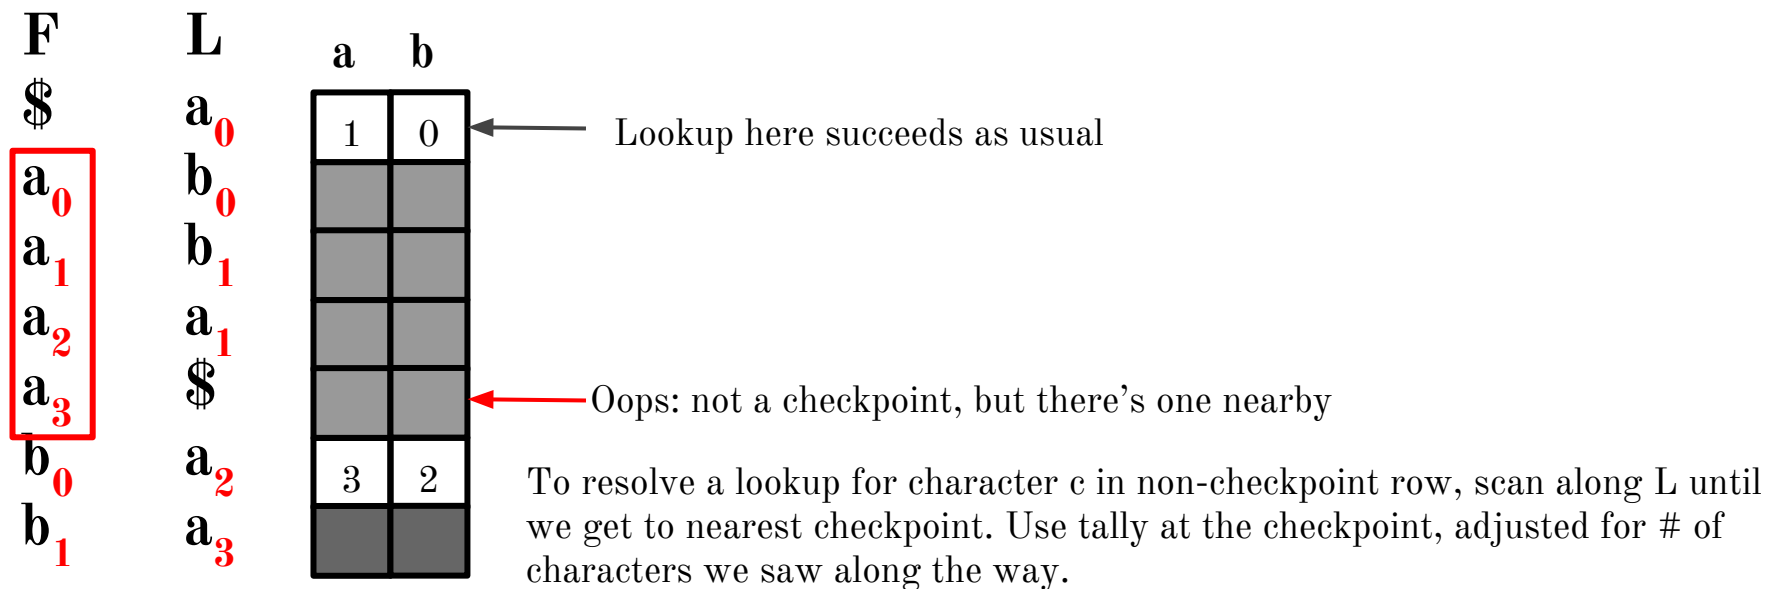 F L a b
$ a0 1 0 Lookup here succeeds as usual
a0 b0
a1 b1
a2 a1
a3 $ Oops: not a checkpoint, but there's one nearby
b0 a2 3 2 To resolve a lookup for character c in non-checkpoint row, scan along L until
b1 a3 we get to nearest checkpoint. Use tally at the checkpoint, adjusted for # of
characters we saw along the way.